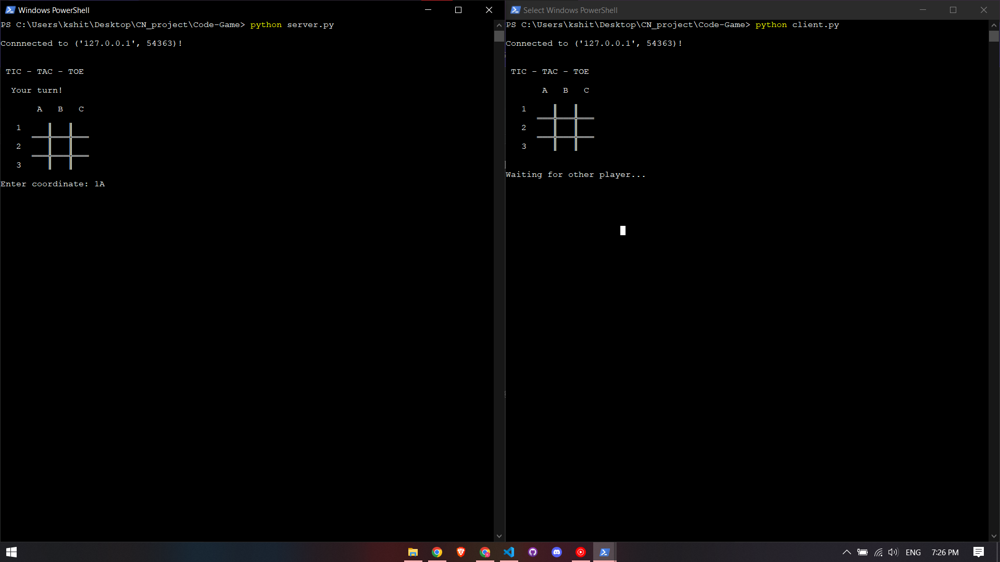 Windows PowerShell
PS C:\Users\kshit\Desktop\CN_project\Code-Game> python server.py
Connnected to ('127.0.0.1', 54363)!
TIC - TAC - TOE
Your turn!
A B C
1
2
3
Enter coordinate: 1A
Select Windows PowerShell
PS C:\Users\kshit\Desktop\CN_project\Code-Game> python client.py
Connected to ('127.0.0.1', 54363)!
TIC - TAC - TOE
A B C
1
2
3
Waiting for other player...
ENG
7:26 PM